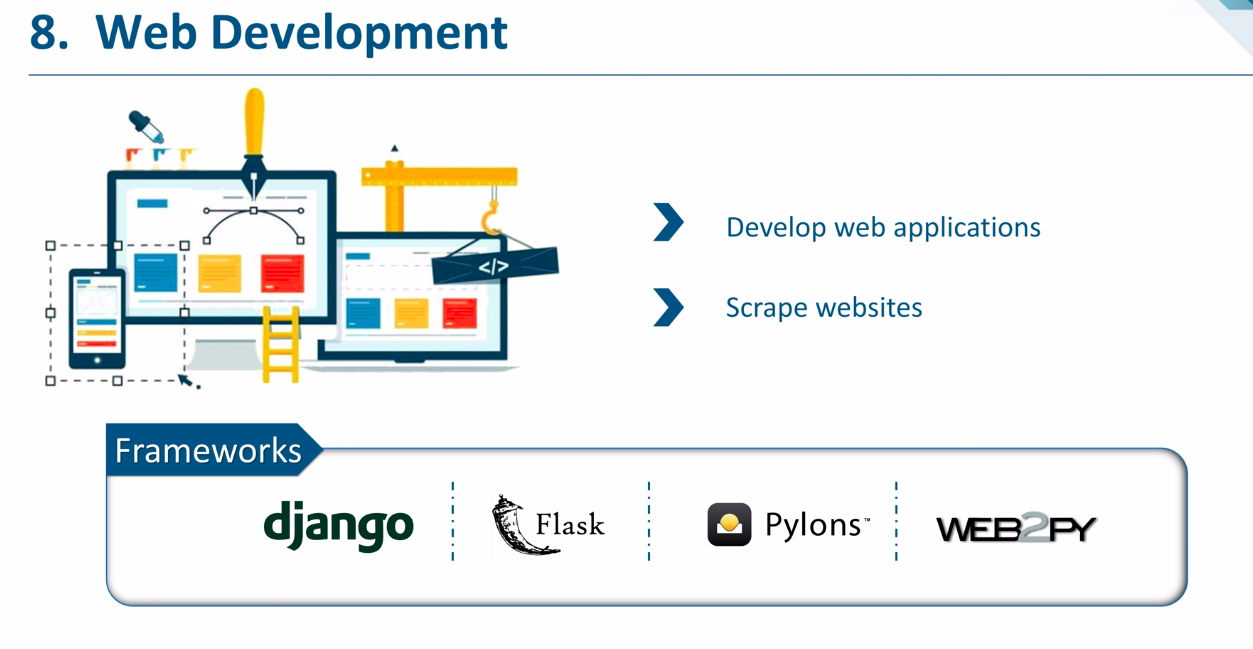 8. Web Development
</>
Develop web applications
Scrape websites
Frameworks
django
Flask
Pylons™
WEB2PY